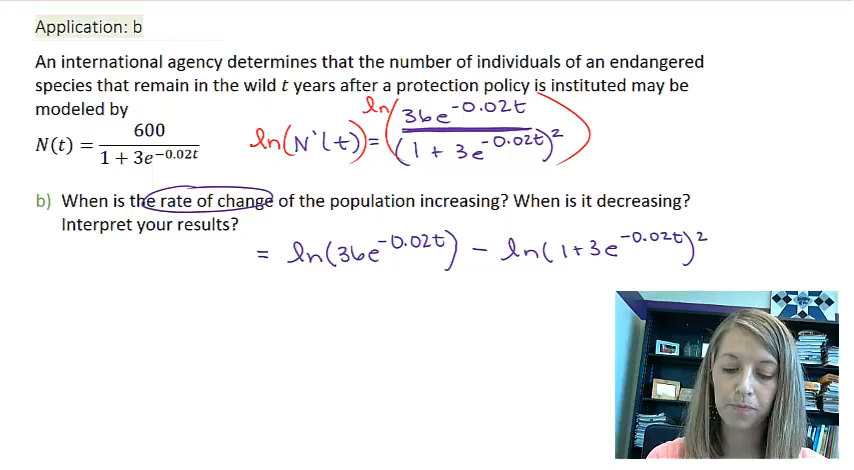 Application: b
An international agency determines that the number of individuals of an endangered
species that remain in the wild t years after a protection policy is instituted may be
modeled by
N(t) = 600 / (1 + 3e^−0.02t)
ln(N'(t)) = ln(36e^-0.02t / (1 + 3e^-0.02t)^2)
b) When is the rate of change of the population increasing? When is it decreasing?
Interpret your results?
= ln(36e^-0.02t) - ln(1+3e^-0.02t)^2